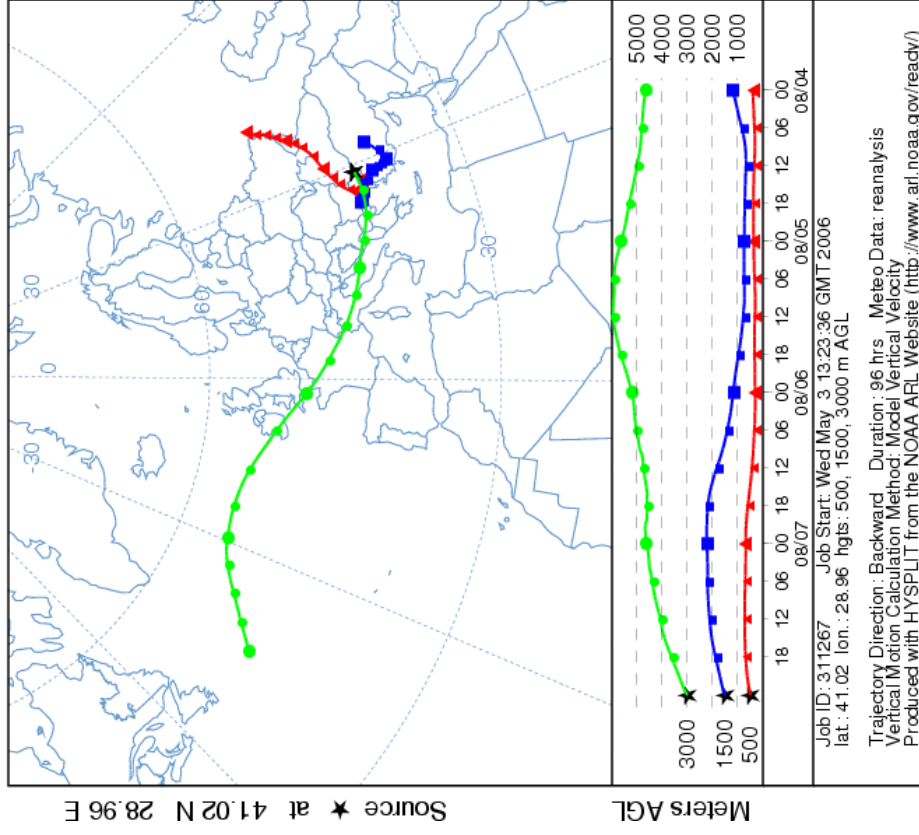 Source ★ at 41.02 N 28.96 E
-30
0
30
60
30
Meters AGL
5000
4000
3000
2000
1000
3000
1500
500
18 12 06 00 18 12 06 00 18 12 06 00 18 12 06 00
08/07 08/06 08/05 08/04
Job ID: 311267 Job Start: Wed May 3 13:23:36 GMT 2006
lat.: 41.02 lon.: 28.96 hgts: 500, 1500, 3000 m AGL
Trajectory Direction: Backward Duration: 96 hrs Meteo Data: reanalysis
Vertical Motion Calculation Method: Model Vertical Velocity
Produced with HYSPLIT from the NOAA ARL Website (http://www.arl.noaa.gov/ready/)